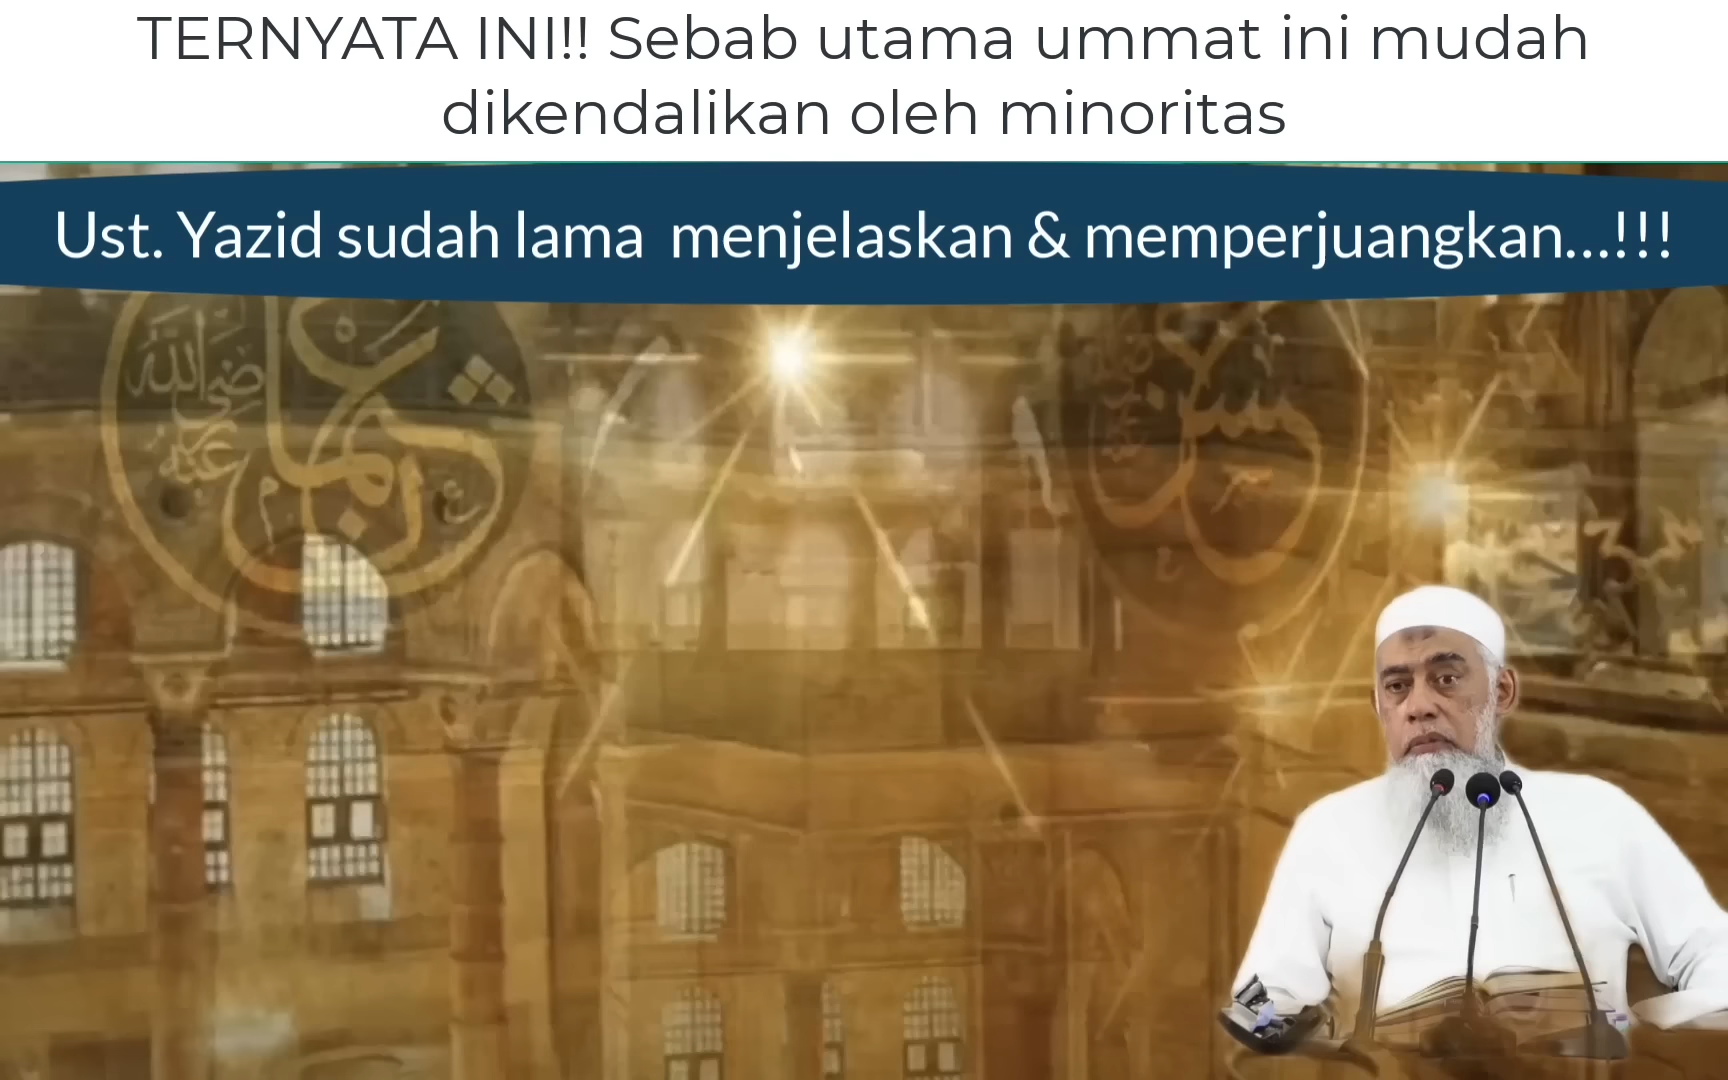 TERNYATA INI!! Sebab utama ummat ini mudah
dikendalikan oleh minoritas
Ust. Yazid sudah lama menjelaskan & memperjuangkan...!!!